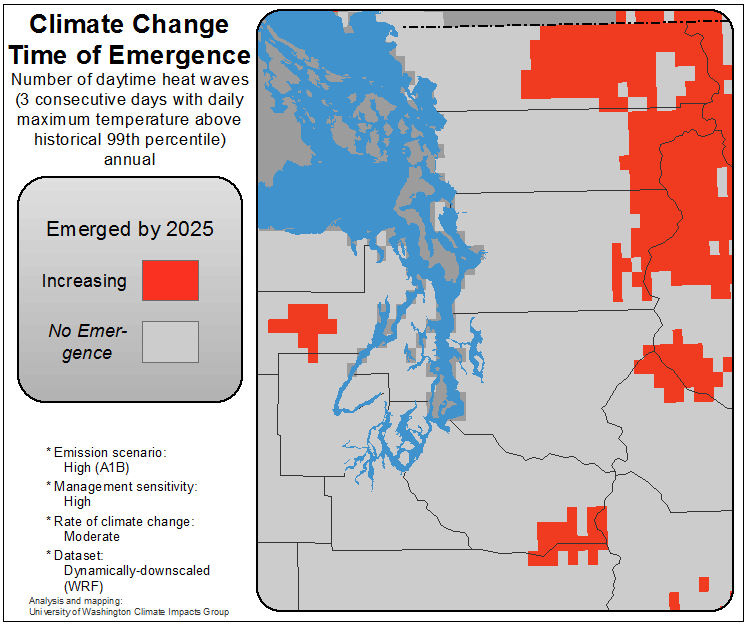 Climate Change
Time of Emergence
Number of daytime heat waves
(3 consecutive days with daily
maximum temperature above
historical 99th percentile)
annual
Emerged by 2025
Increasing
No Emer-
gence
* Emission scenario:
High (A1B)
* Management sensitivity:
High
* Rate of climate change:
Moderate
* Dataset:
Dynamically-downscaled
(WRF)
Analysis and mapping:
University of Washington Climate Impacts Group